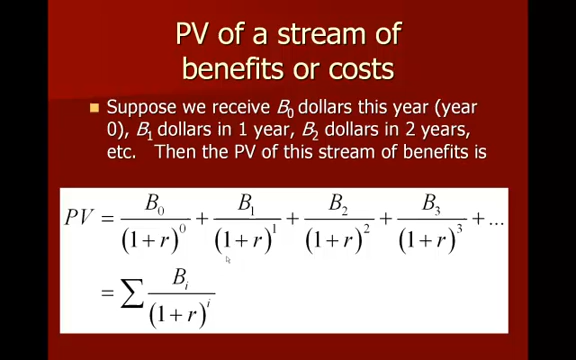 PV of a stream of
benefits or costs
Suppose we receive B₀ dollars this year (year
0), B₁ dollars in 1 year, B₂ dollars in 2 years,
etc.   Then the PV of this stream of benefits is
PV = B₀/(1+r)⁰ + B₁/(1+r)¹ + B₂/(1+r)² + B₃/(1+r)³ + ...
= ∑ Bᵢ/(1+r)ⁱ